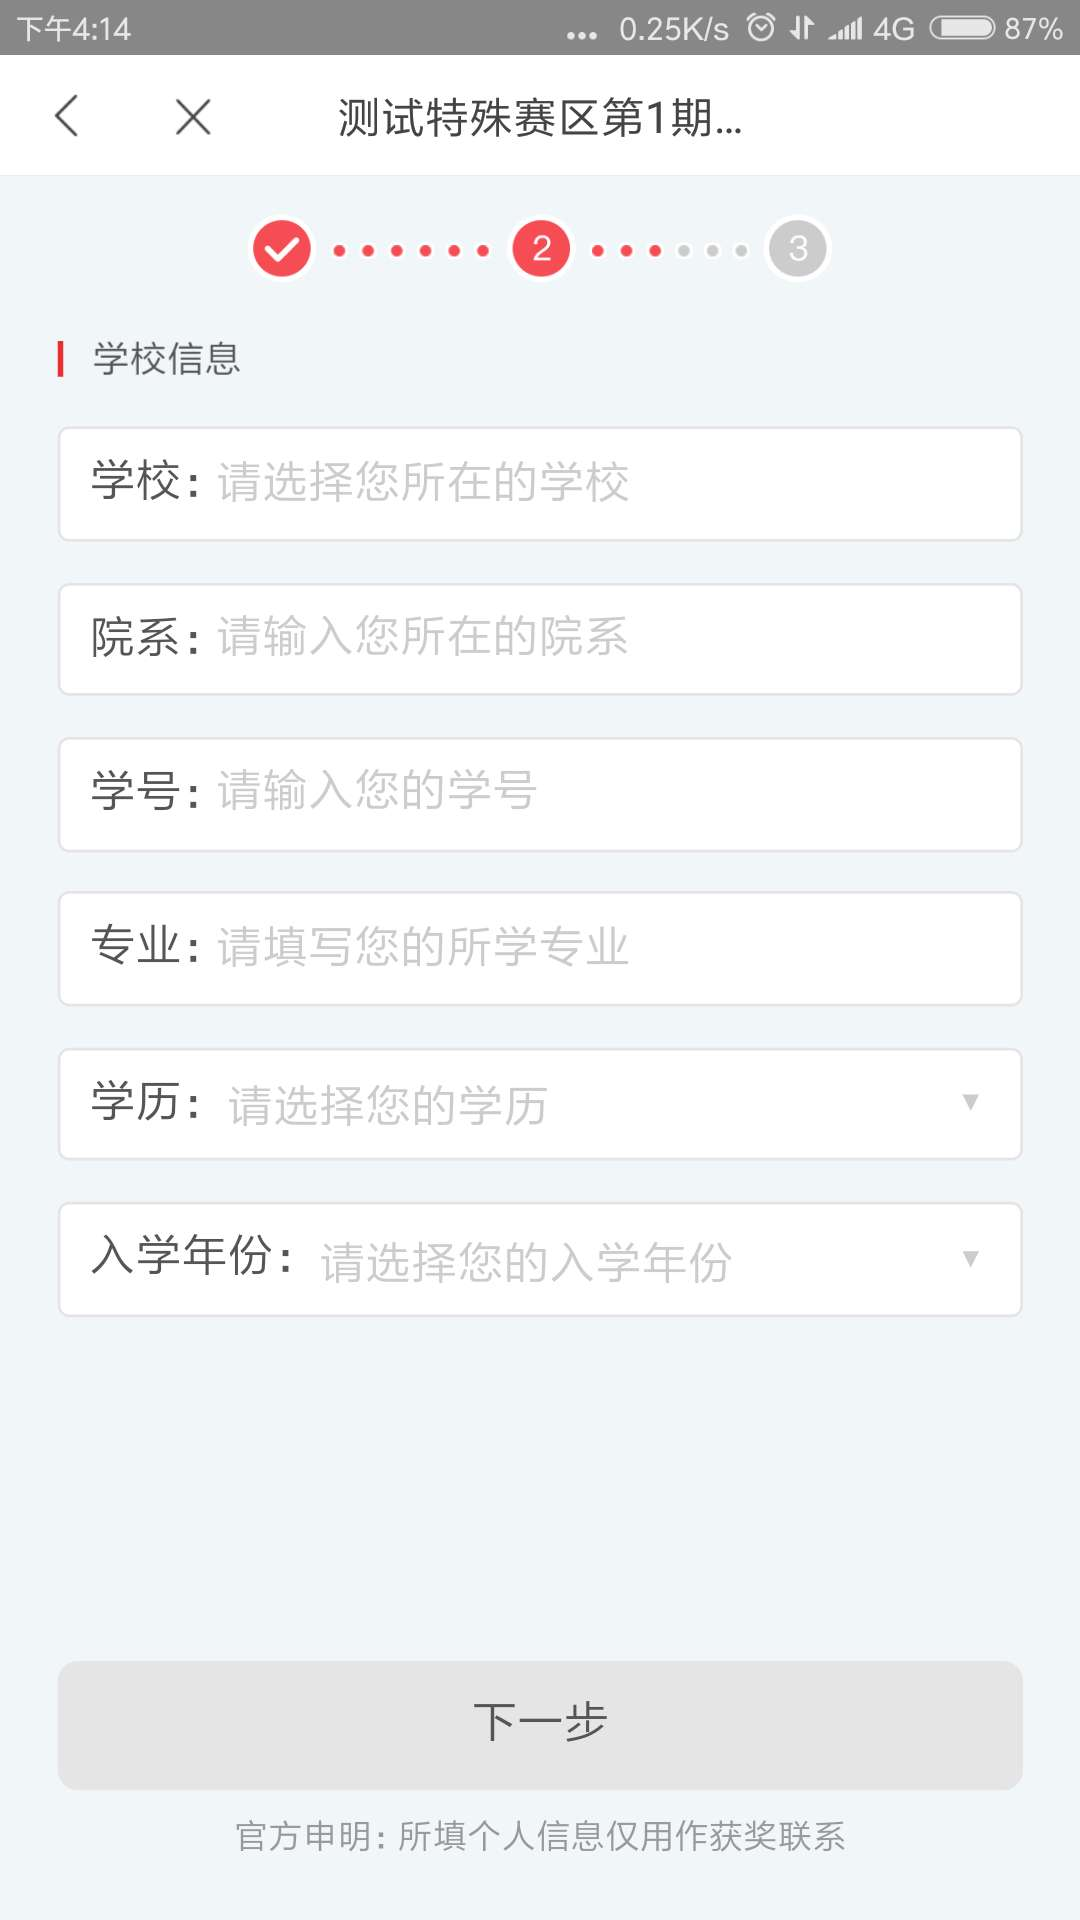 下午4:14 ... 0.25K/s 4G 87%
测试特殊赛区第1期...
2 3
学校信息
学校: 请选择您所在的学校
院系: 请输入您所在的院系
学号: 请输入您的学号
专业: 请填写您的所学专业
学历: 请选择您的学历
入学年份: 请选择您的入学年份
下一步
官方申明: 所填个人信息仅用作获奖联系